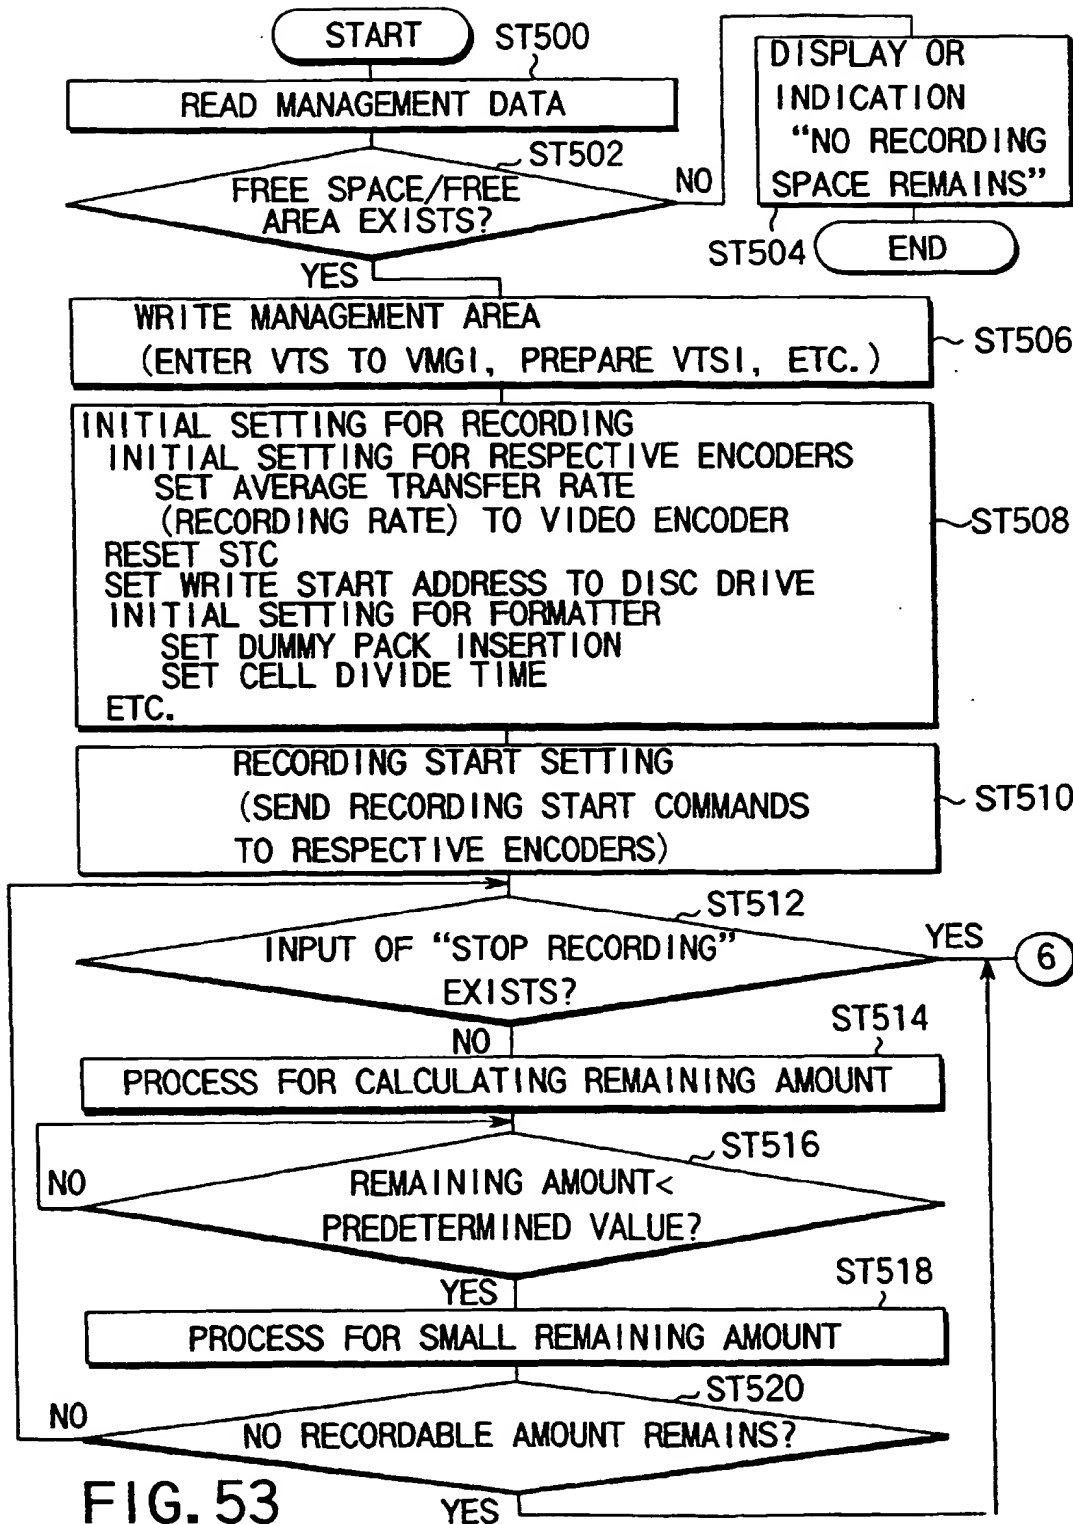 START
ST500
READ MANAGEMENT DATA
ST502
FREE SPACE/FREE
AREA EXISTS?
NO
DISPLAY OR
INDICATION
“NO RECORDING
SPACE REMAINS”
ST504
END
YES
WRITE MANAGEMENT AREA
(ENTER VTS TO VMGI, PREPARE VTSI, ETC.)
ST506
INITIAL SETTING FOR RECORDING
INITIAL SETTING FOR RESPECTIVE ENCODERS
SET AVERAGE TRANSFER RATE
(RECORDING RATE) TO VIDEO ENCODER
RESET STC
SET WRITE START ADDRESS TO DISC DRIVE
INITIAL SETTING FOR FORMATTER
SET DUMMY PACK INSERTION
SET CELL DIVIDE TIME
ETC.
ST508
RECORDING START SETTING
(SEND RECORDING START COMMANDS
TO RESPECTIVE ENCODERS)
ST510
ST512
INPUT OF “STOP RECORDING”
EXISTS?
YES
6
NO
ST514
PROCESS FOR CALCULATING REMAINING AMOUNT
ST516
NO
REMAINING AMOUNT<
PREDETERMINED VALUE?
YES
ST518
PROCESS FOR SMALL REMAINING AMOUNT
ST520
NO
NO RECORDABLE AMOUNT REMAINS?
YES
FIG. 53